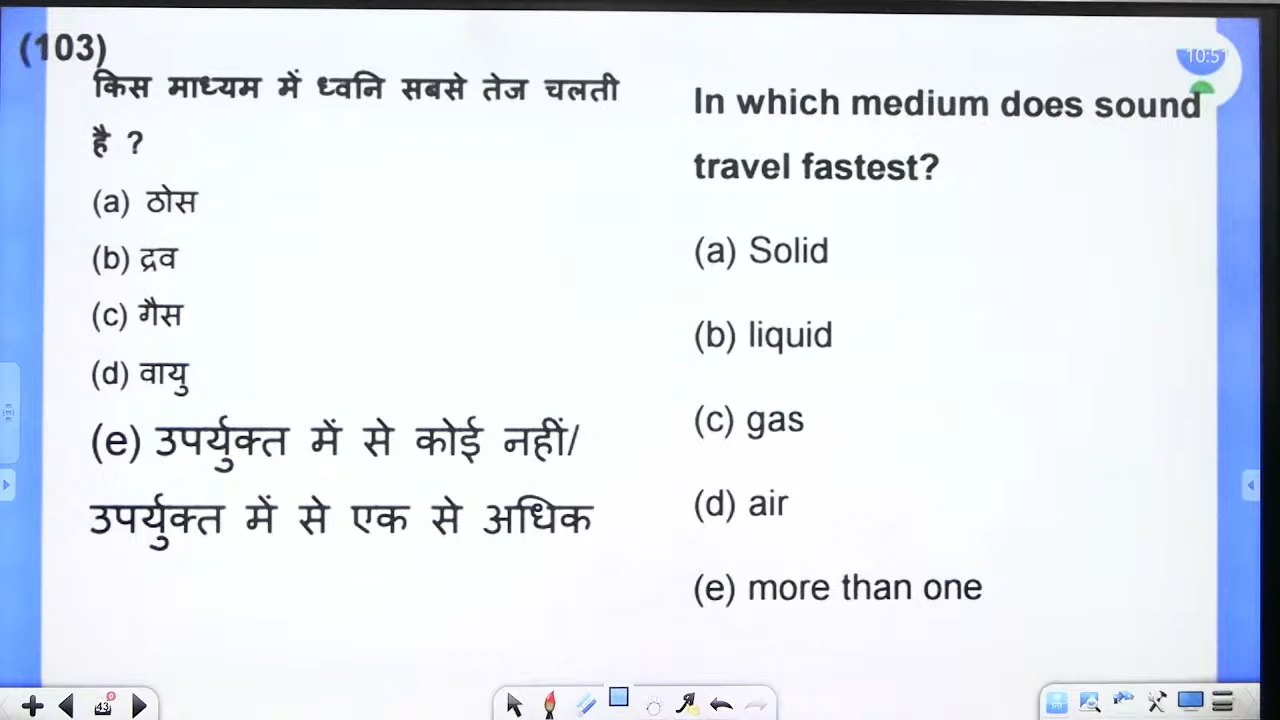 (103)
किस माध्यम में ध्वनि सबसे तेज चलती
है ?
(a) ठोस
(b) द्रव
(c) गैस
(d) वायु
(e) उपर्युक्त में से कोई नहीं/
उपर्युक्त में से एक से अधिक
10:51
In which medium does sound
travel fastest?
(a) Solid
(b) liquid
(c) gas
(d) air
(e) more than one
43